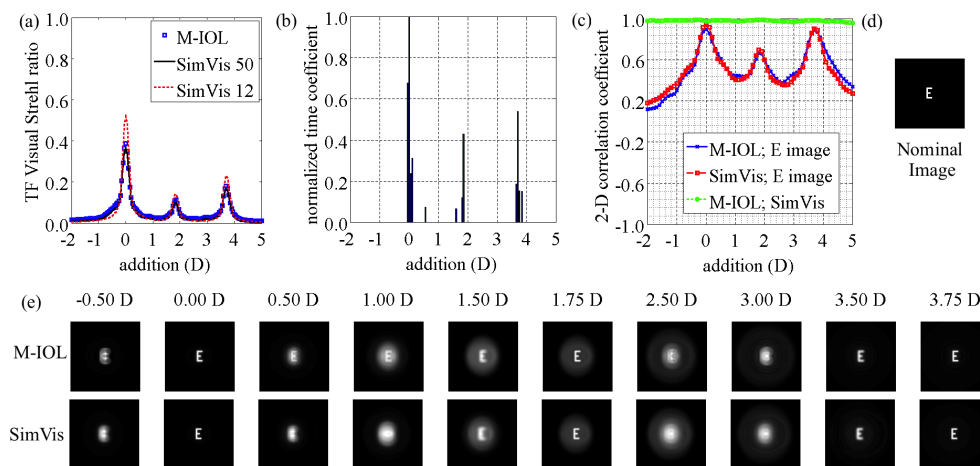 (a)
TF Visual Strehl ratio
1.0
0.8
0.6
0.4
0.2
0
M-IOL
SimVis 50
SimVis 12
-2 -1 0 1 2 3 4 5
addition (D)
(b)
normalized time coefficient
1.0
0.8
0.6
0.4
0.2
0
-2 -1 0 1 2 3 4 5
addition (D)
(c)
2-D correlation coefficient
1.0
0.6
0.2
-0.2
-0.6
-1.0
M-IOL; E image
SimVis; E image
M-IOL; SimVis
-2 -1 0 1 2 3 4 5
addition (D)
(d)
E
Nominal
Image
(e) -0.50 D 0.00 D 0.50 D 1.00 D 1.50 D 1.75 D 2.50 D 3.00 D 3.50 D 3.75 D
M-IOL E E E E E E E E E E
SimVis E E E E E E E